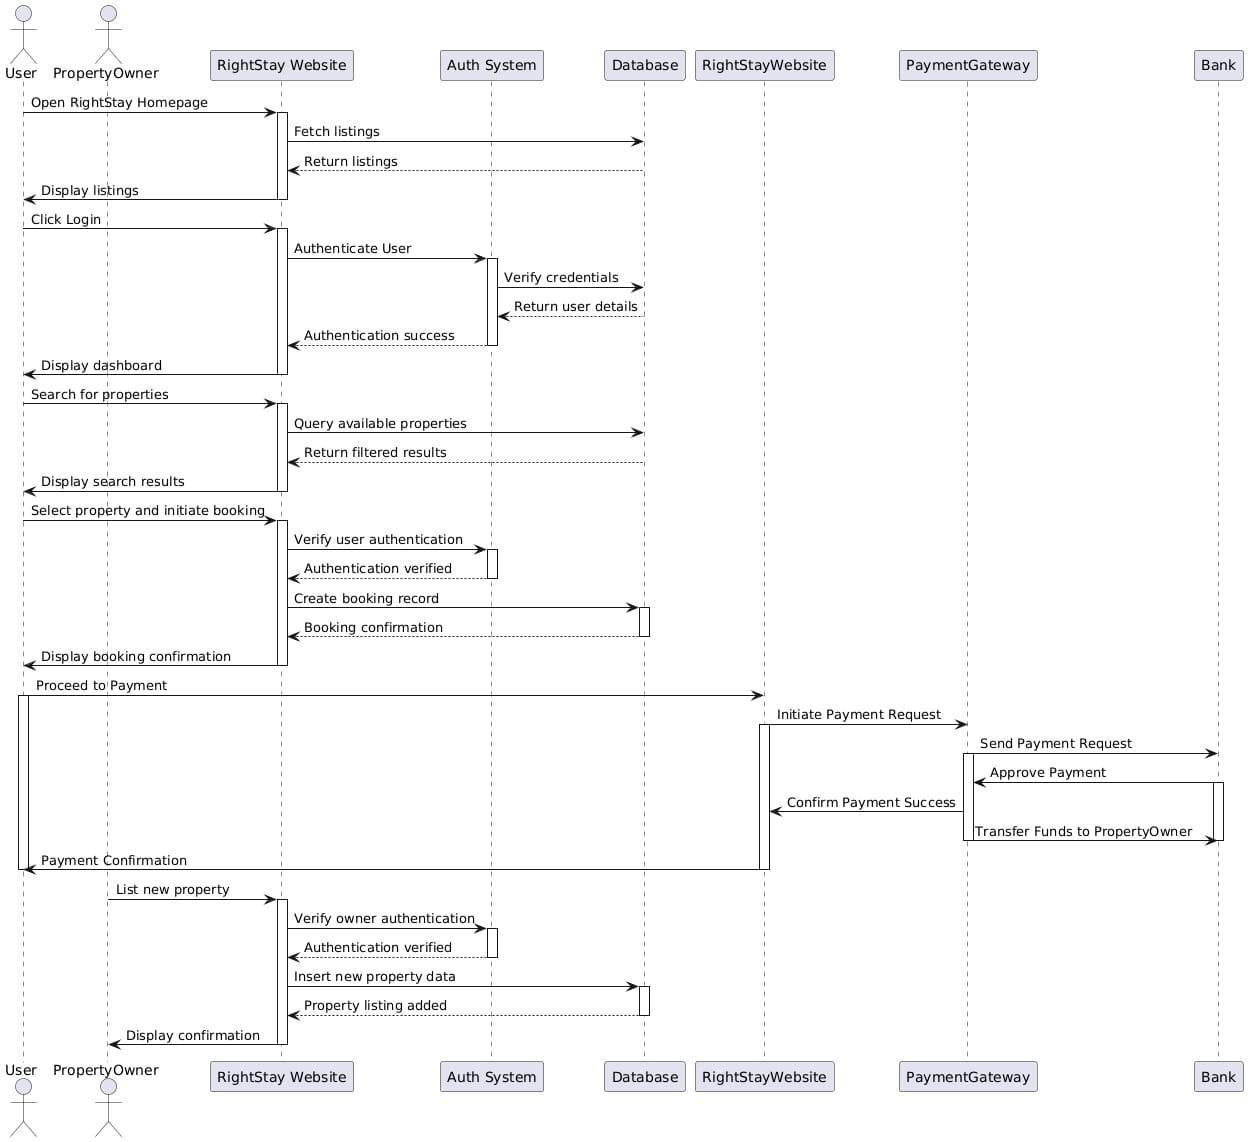 User
PropertyOwner
RightStay Website
Auth System
Database
RightStayWebsite
PaymentGateway
Bank
Open RightStay Homepage
Fetch listings
Return listings
Display listings
Click Login
Authenticate User
Verify credentials
Return user details
Authentication success
Display dashboard
Search for properties
Query available properties
Return filtered results
Display search results
Select property and initiate booking
Verify user authentication
Authentication verified
Create booking record
Booking confirmation
Display booking confirmation
Proceed to Payment
Initiate Payment Request
Send Payment Request
Approve Payment
Confirm Payment Success
Transfer Funds to PropertyOwner
Payment Confirmation
List new property
Verify owner authentication
Authentication verified
Insert new property data
Property listing added
Display confirmation
User
PropertyOwner
RightStay Website
Auth System
Database
RightStayWebsite
PaymentGateway
Bank